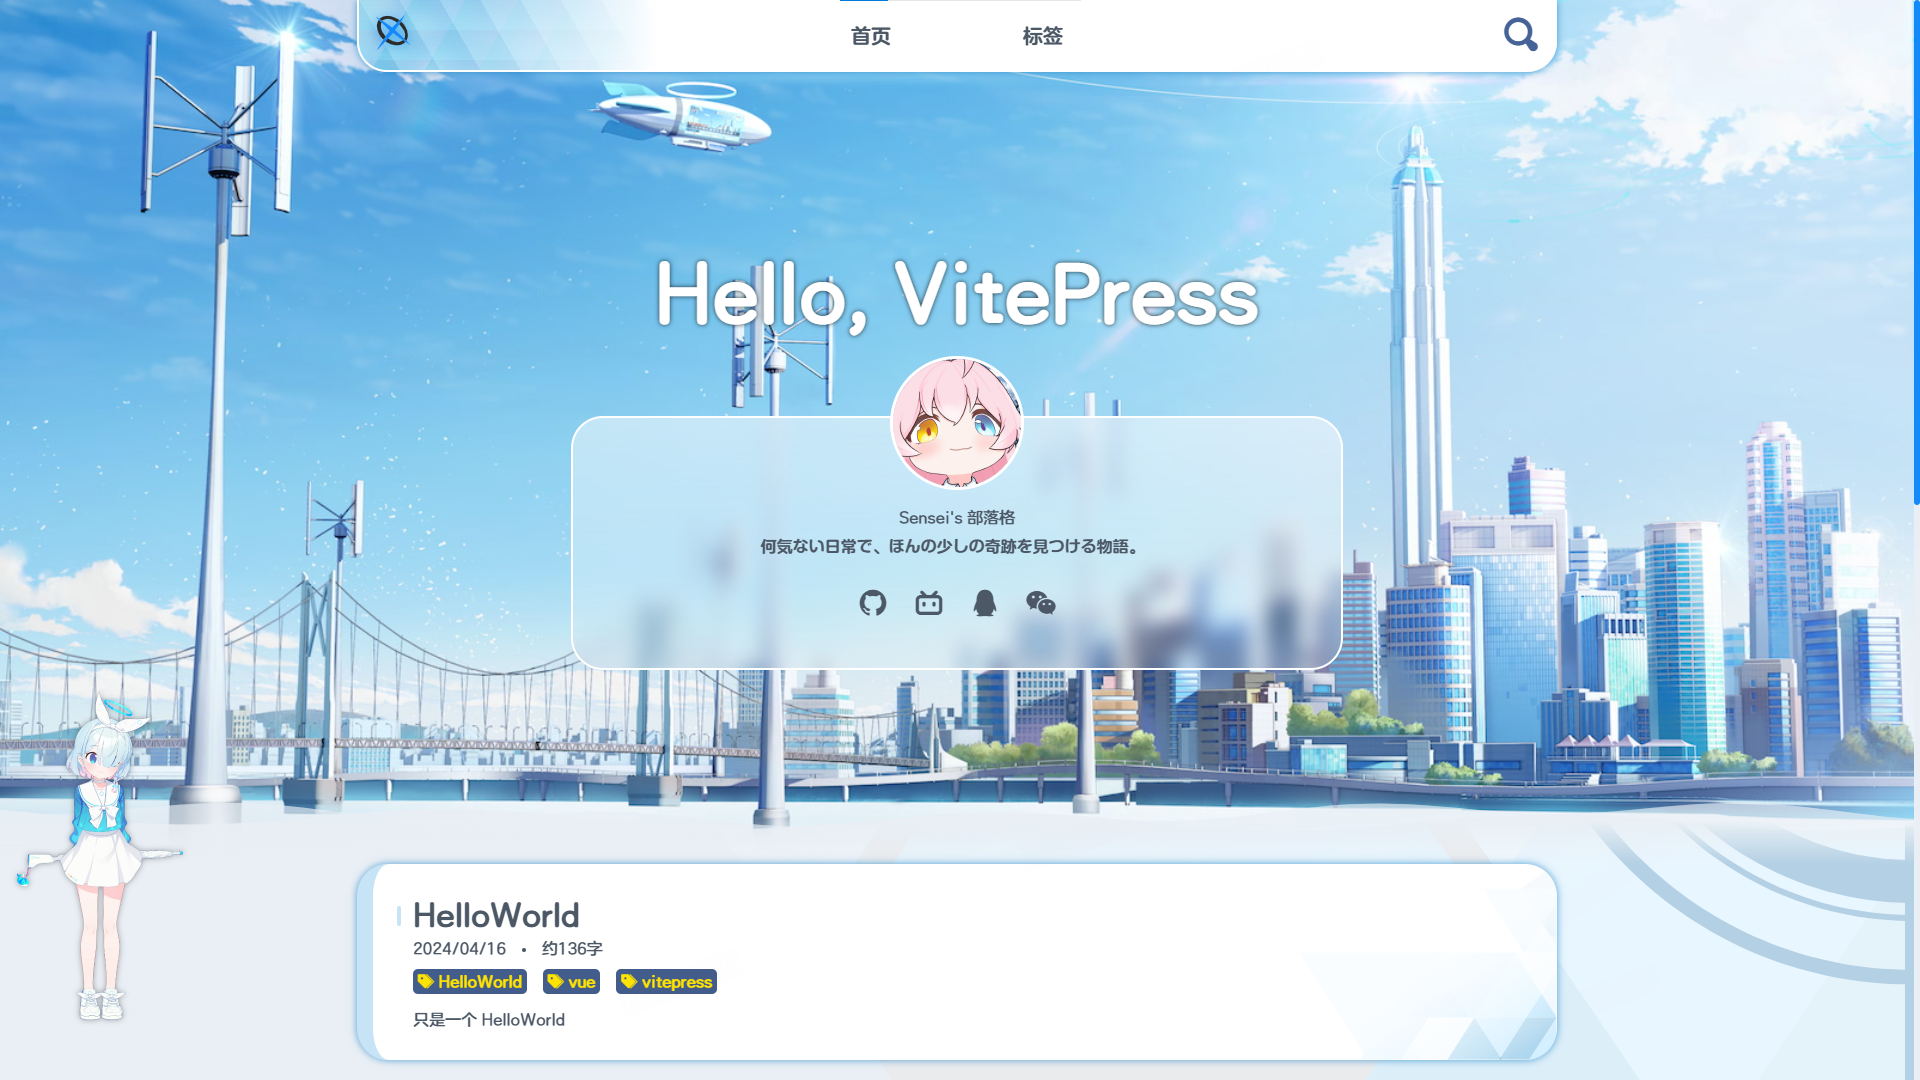 首页
标签
Hello, VitePress
Sensei's 部落格
何気ない日常で、ほんの少しの奇跡を見つける物語。
HelloWorld
2024/04/16 • 约136字
HelloWorld vue vitepress
只是一个 HelloWorld